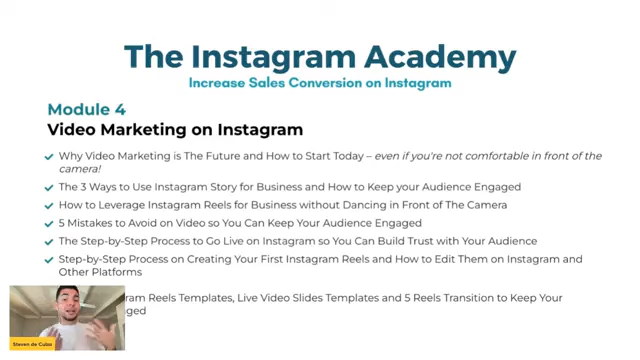 The Instagram Academy
Increase Sales Conversion on Instagram
Module 4
Video Marketing on Instagram
Why Video Marketing is The Future and How to Start Today – even if you're not comfortable in front of the
camera!
The 3 Ways to Use Instagram Story for Business and How to Keep your Audience Engaged
How to Leverage Instagram Reels for Business without Dancing in Front of The Camera
5 Mistakes to Avoid on Video so You Can Keep Your Audience Engaged
The Step-by-Step Process to Go Live on Instagram so You Can Build Trust with Your Audience
Step-by-Step Process on Creating Your First Instagram Reels and How to Edit Them on Instagram and
Other Platforms
gram Reels Templates, Live Video Slides Templates and 5 Reels Transition to Keep Your
ged
Steven de Cuba